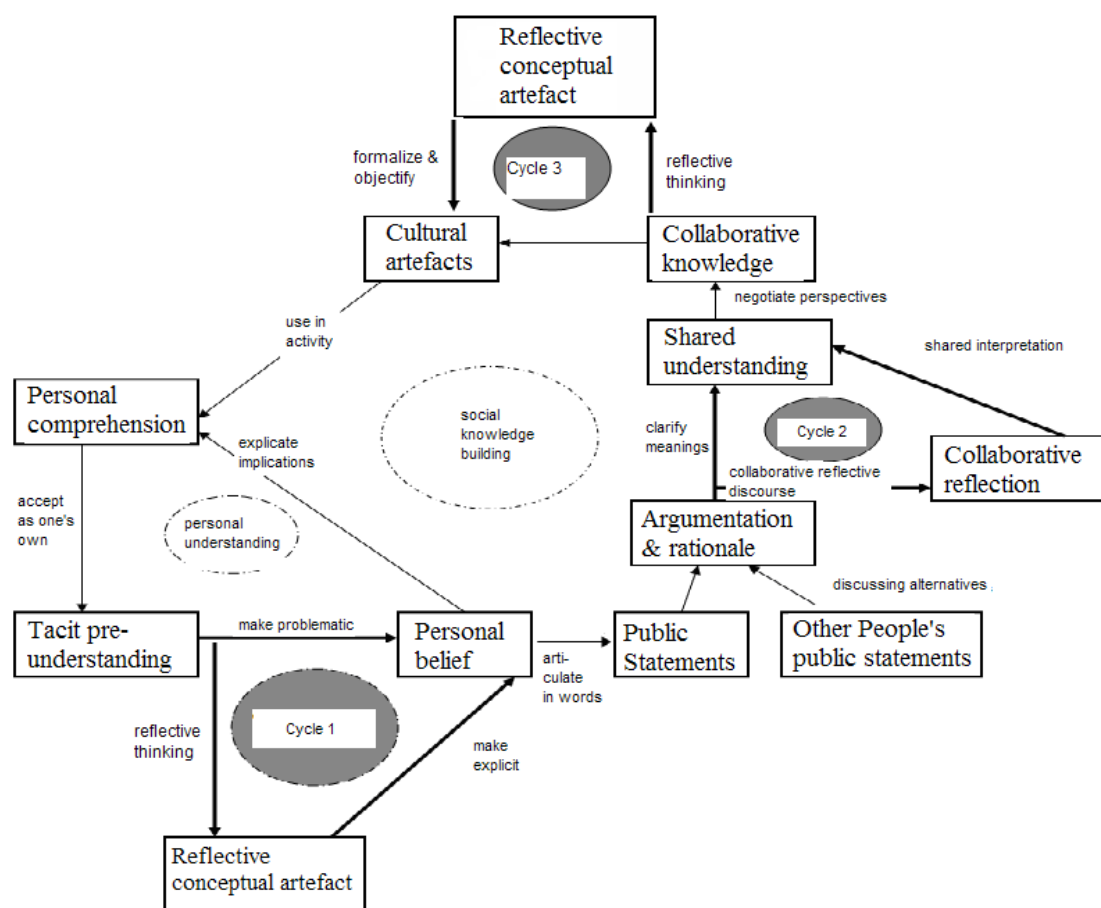 Reflective
conceptual
artefact
formalize &
objectify
Cycle 3
reflective
thinking
Cultural
artefacts
Collaborative
knowledge
negotiate perspectives
use in
activity
Shared
understanding
shared interpretation
Personal
comprehension
explicate
implications
social
knowledge
building
clarify
meanings
Cycle 2
collaborative reflective
discourse
Collaborative
reflection
accept
as one's
own
personal
understanding
Argumentation
& rationale
discussing alternatives
Tacit pre-
understanding
make problematic
Personal
belief
arti-
culate
in words
Public
Statements
Other People's
public statements
reflective
thinking
Cycle 1
make
explicit
Reflective
conceptual artefact